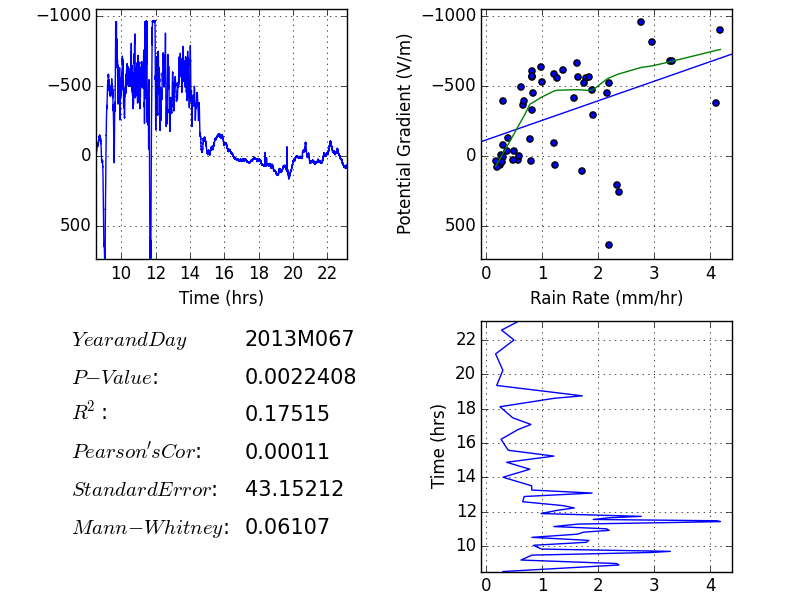 −1000
−500
0
500
10 12 14 16 18 20 22
Time (hrs)
Potential Gradient (V/m)
−1000
−500
0
500
0 1 2 3 4
Rain Rate (mm/hr)
YearandDay 2013M067
P−Value: 0.0022408
R²: 0.17515
Pearson'sCor: 0.00011
StandardError: 43.15212
Mann−Whitney: 0.06107
Time (hrs)
22
20
18
16
14
12
10
0 1 2 3 4